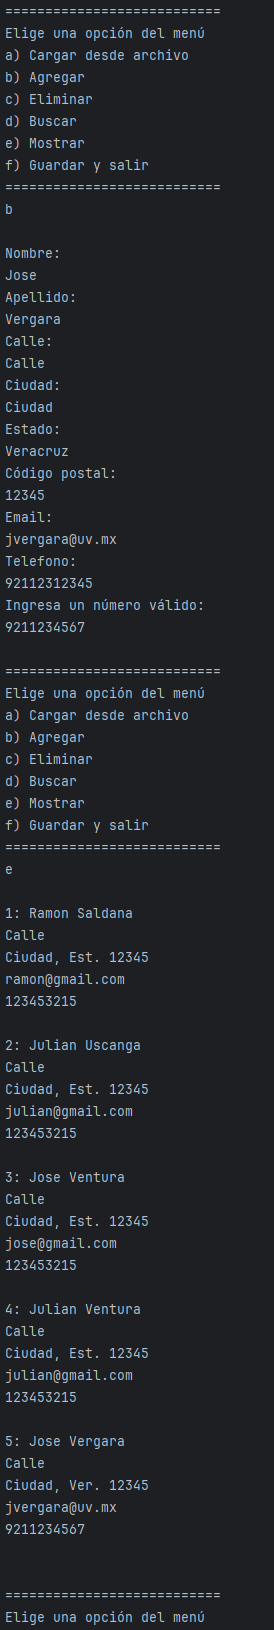 ===========================
Elige una opción del menú
a) Cargar desde archivo
b) Agregar
c) Eliminar
d) Buscar
e) Mostrar
f) Guardar y salir
===========================
b
Nombre:
Jose
Apellido:
Vergara
Calle:
Calle
Ciudad:
Ciudad
Estado:
Veracruz
Código postal:
12345
Email:
jvergara@uv.mx
Telefono:
92112312345
Ingresa un número válido:
9211234567
===========================
Elige una opción del menú
a) Cargar desde archivo
b) Agregar
c) Eliminar
d) Buscar
e) Mostrar
f) Guardar y salir
===========================
e
1: Ramon Saldana
Calle
Ciudad, Est. 12345
ramon@gmail.com
123453215
2: Julian Uscanga
Calle
Ciudad, Est. 12345
julian@gmail.com
123453215
3: Jose Ventura
Calle
Ciudad, Est. 12345
jose@gmail.com
123453215
4: Julian Ventura
Calle
Ciudad, Est. 12345
julian@gmail.com
123453215
5: Jose Vergara
Calle
Ciudad, Ver. 12345
jvergara@uv.mx
9211234567
===========================
Elige una opción del menú